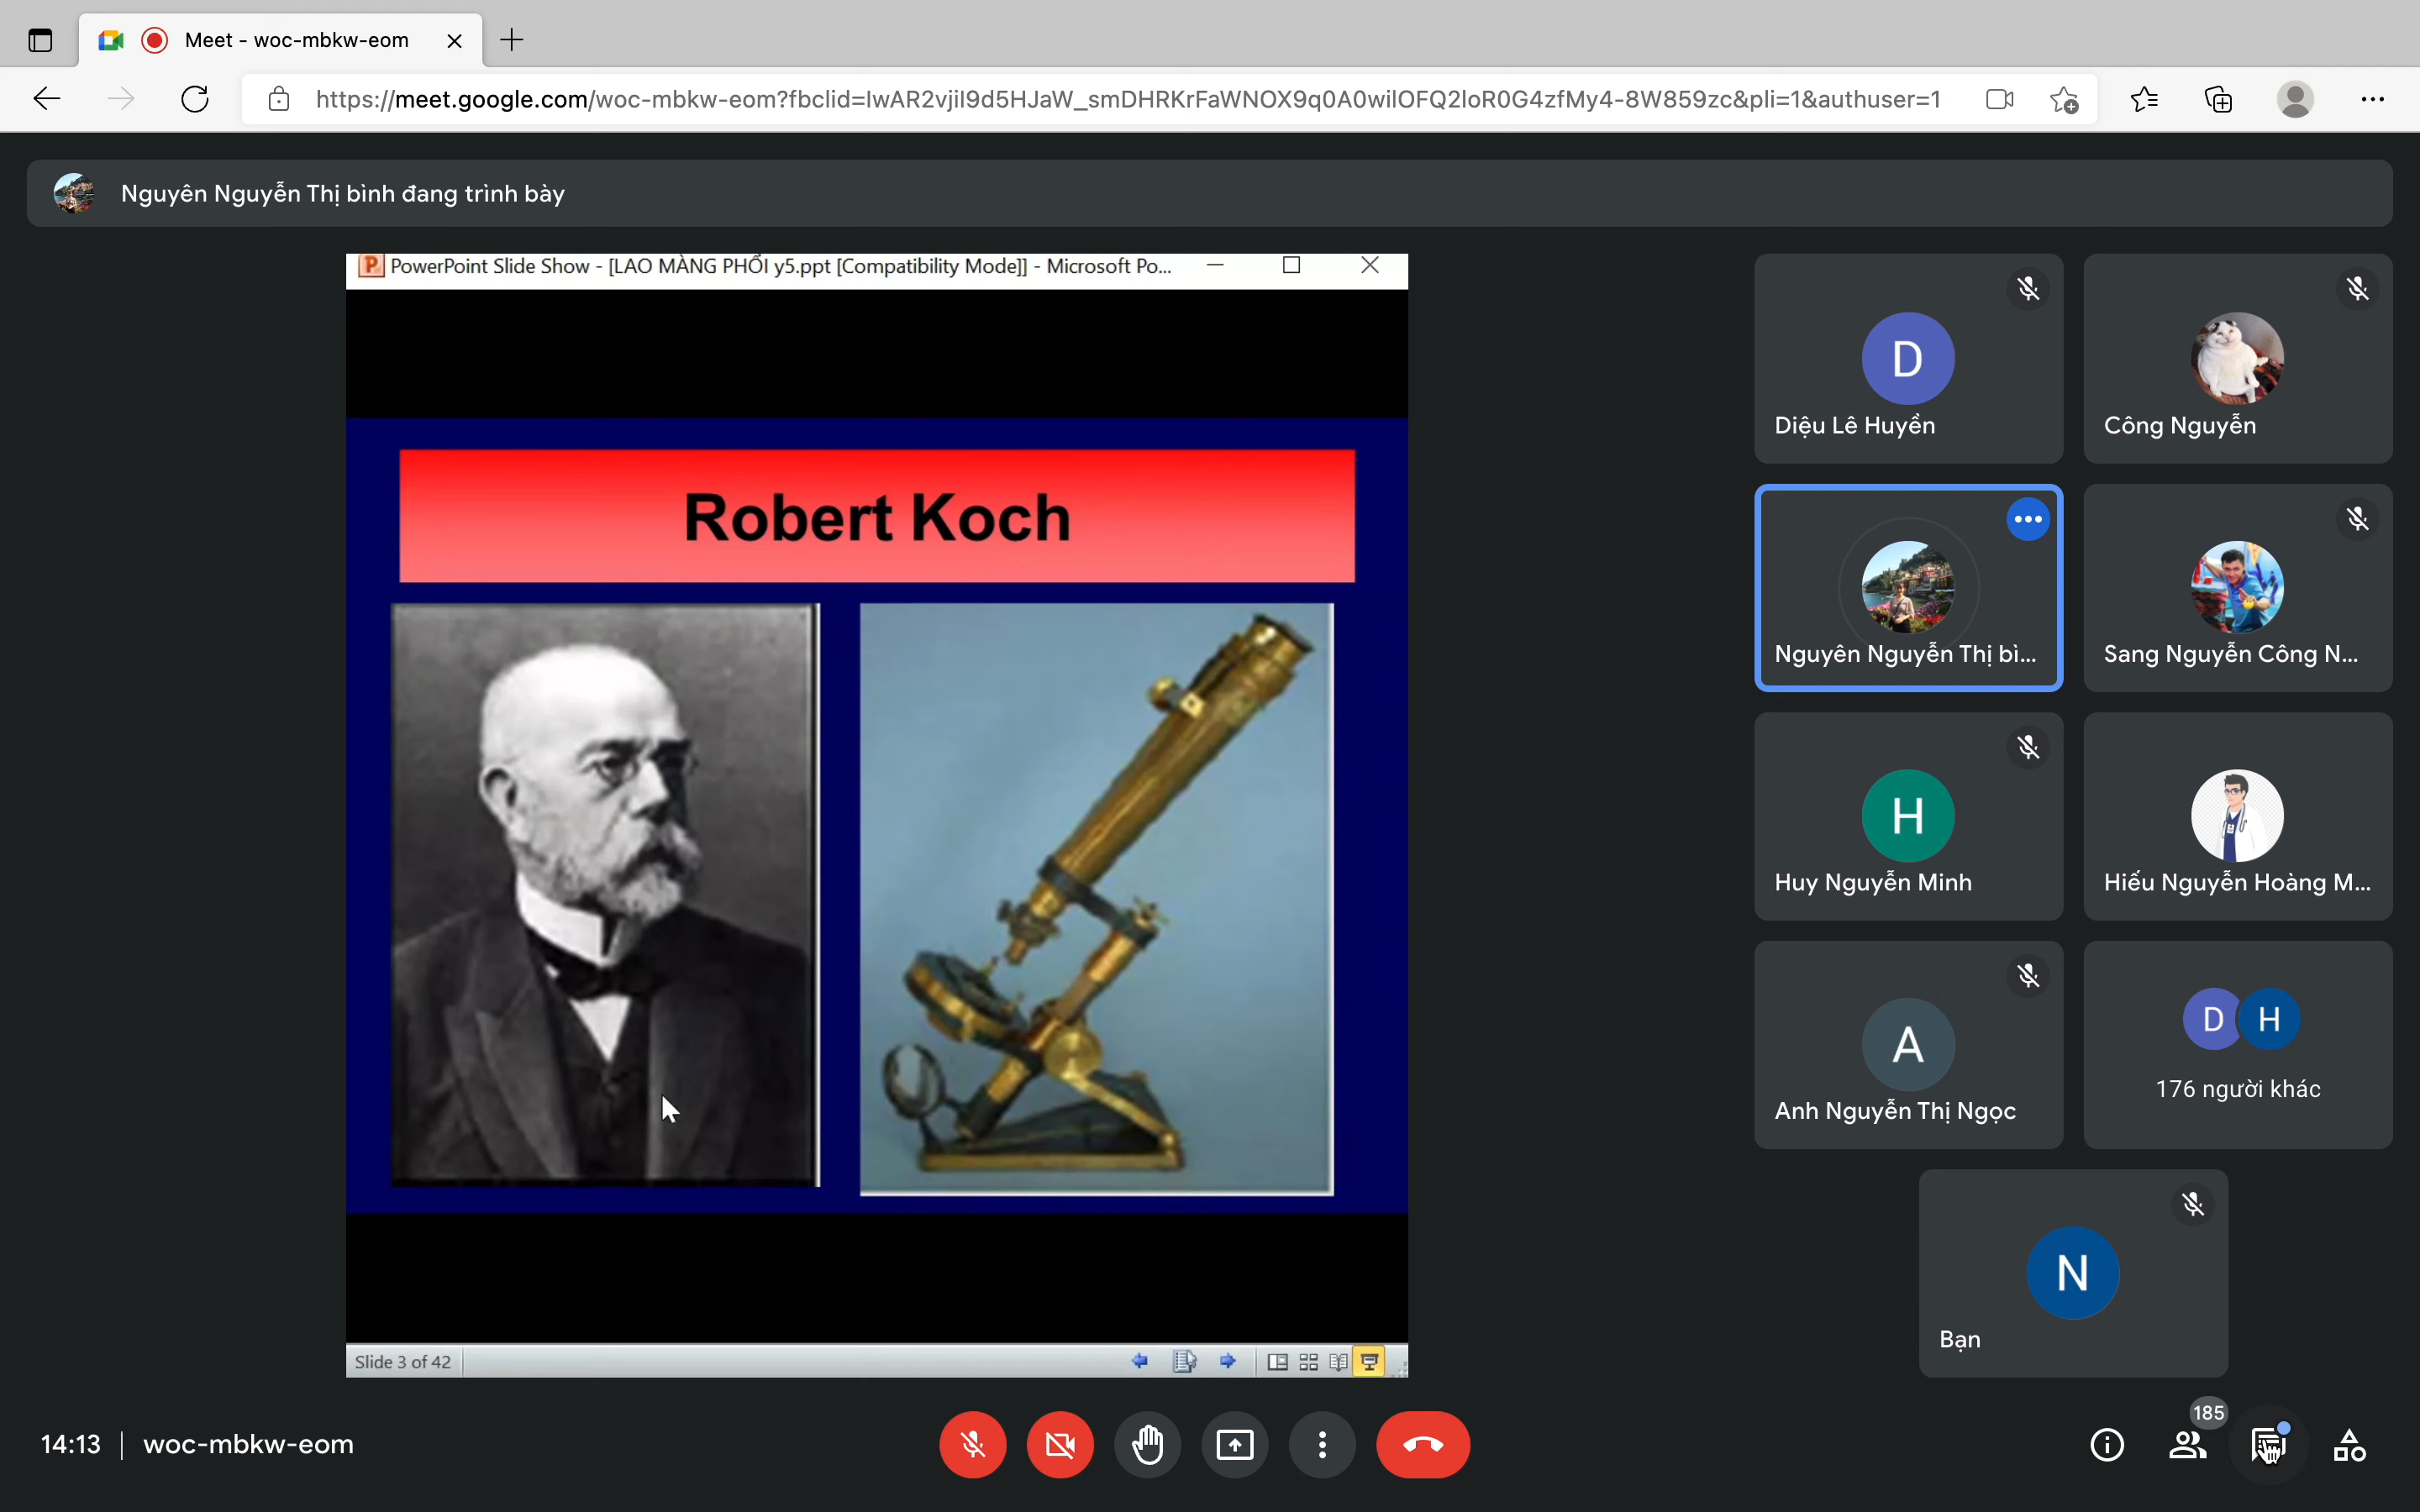 Meet - woc-mbkw-eom
https://meet.google.com/woc-mbkw-eom?fbclid=IwAR2vjiI9d5HJaW_smDHRKrFaWNOX9q0A0wilOFQ2loR0G4zfMy4-8W859zc&pli=1&authuser=1
Nguyên Nguyễn Thị bình đang trình bày
PowerPoint Slide Show - [LAO MÀNG PHỔI y5.ppt [Compatibility Mode]] - Microsoft Po...
Robert Koch
Slide 3 of 42
D
Diệu Lê Huyền
Công Nguyễn
Nguyên Nguyễn Thị bì...
Sang Nguyễn Công N...
H
Huy Nguyễn Minh
Hiếu Nguyễn Hoàng M...
A
Anh Nguyễn Thị Ngọc
D H
176 người khác
N
Bạn
14:13 | woc-mbkw-eom
185